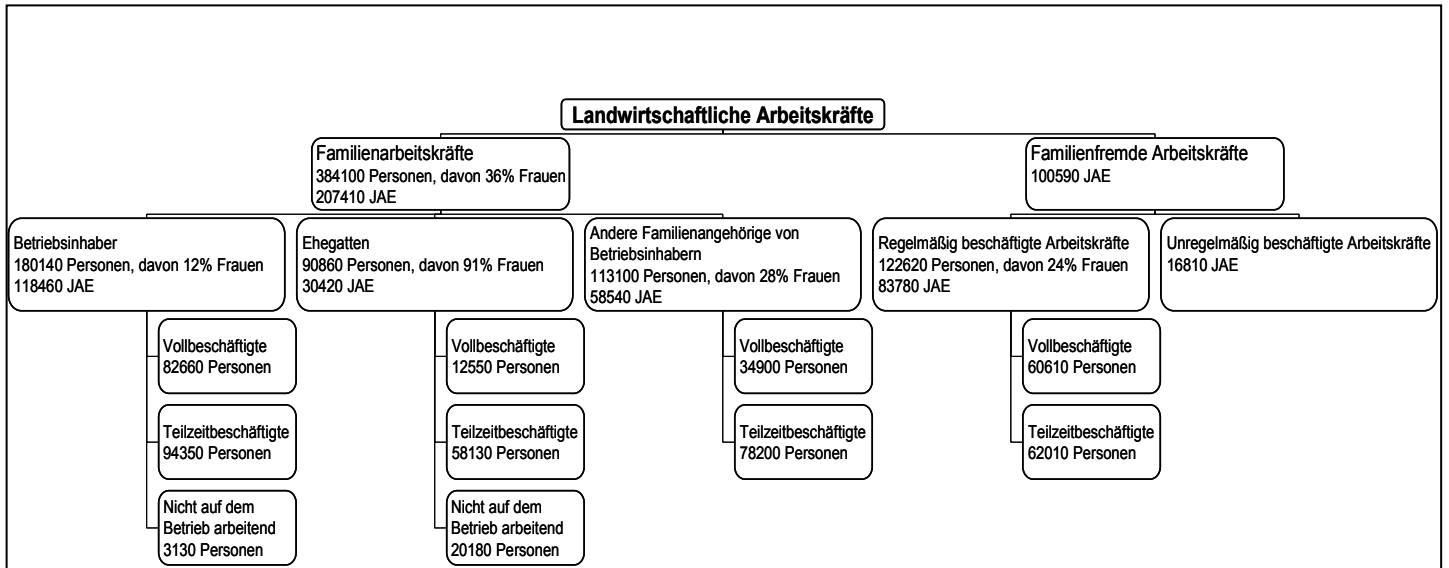 Landwirtschaftliche Arbeitskräfte
Familienarbeitskräfte
384100 Personen, davon 36% Frauen
207410 JAE
Familienfremde Arbeitskräfte
100590 JAE
Betriebsinhaber
180140 Personen, davon 12% Frauen
118460 JAE
Ehegatten
90860 Personen, davon 91% Frauen
30420 JAE
Andere Familienangehörige von
Betriebsinhabern
113100 Personen, davon 28% Frauen
58540 JAE
Regelmäßig beschäftigte Arbeitskräfte
122620 Personen, davon 24% Frauen
83780 JAE
Unregelmäßig beschäftigte Arbeitskräfte
16810 JAE
Vollbeschäftigte
82660 Personen
Vollbeschäftigte
12550 Personen
Vollbeschäftigte
34900 Personen
Vollbeschäftigte
60610 Personen
Teilzeitbeschäftigte
94350 Personen
Teilzeitbeschäftigte
58130 Personen
Teilzeitbeschäftigte
78200 Personen
Teilzeitbeschäftigte
62010 Personen
Nicht auf dem
Betrieb arbeitend
3130 Personen
Nicht auf dem
Betrieb arbeitend
20180 Personen